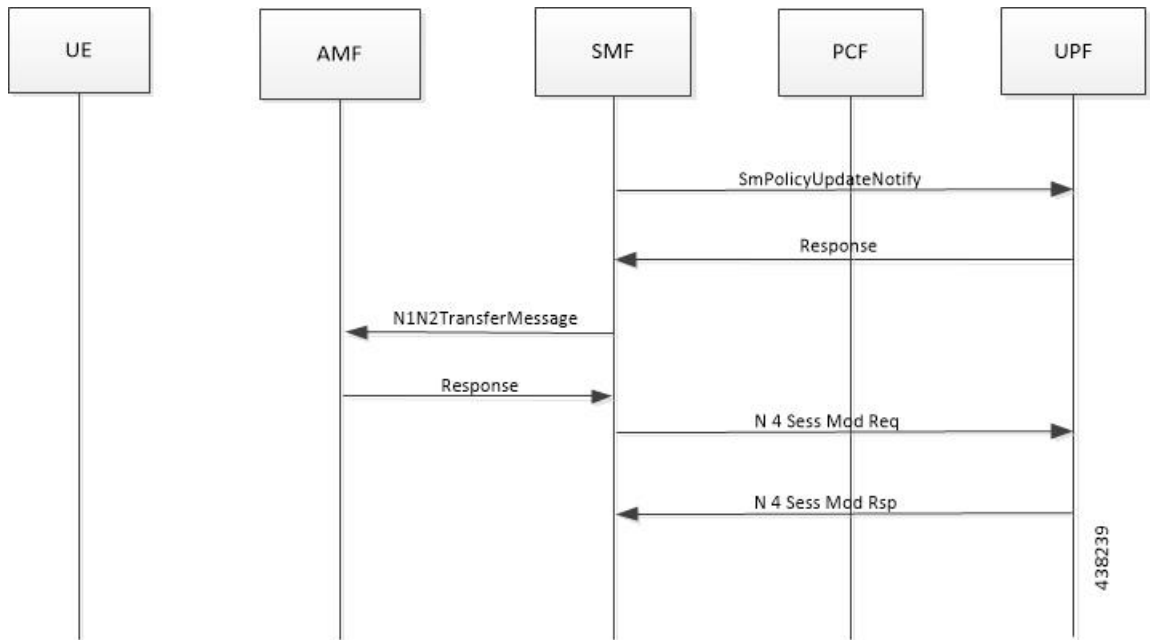 UE
AMF
SMF
PCF
UPF
SmPolicyUpdateNotify
Response
N1N2TransferMessage
Response
N 4 Sess Mod Req
N 4 Sess Mod Rsp
438239